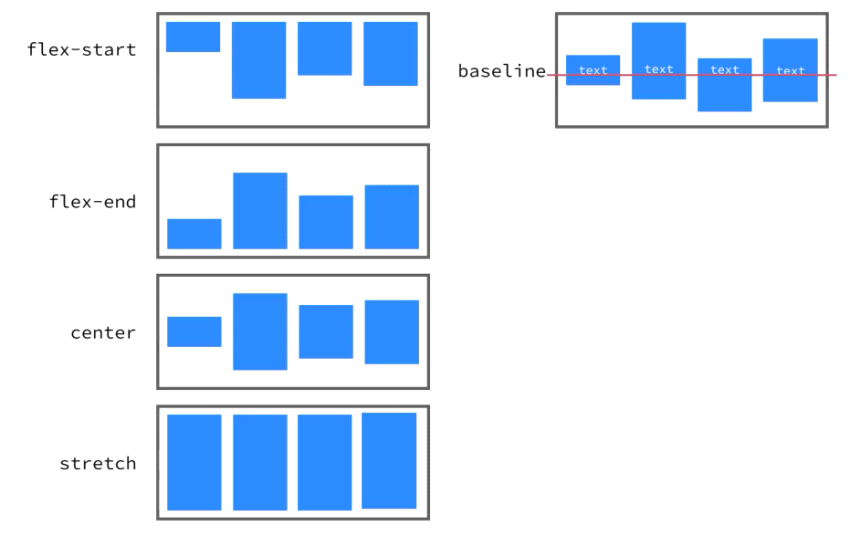 flex-start
flex-end
center
stretch
baseline
text text text text